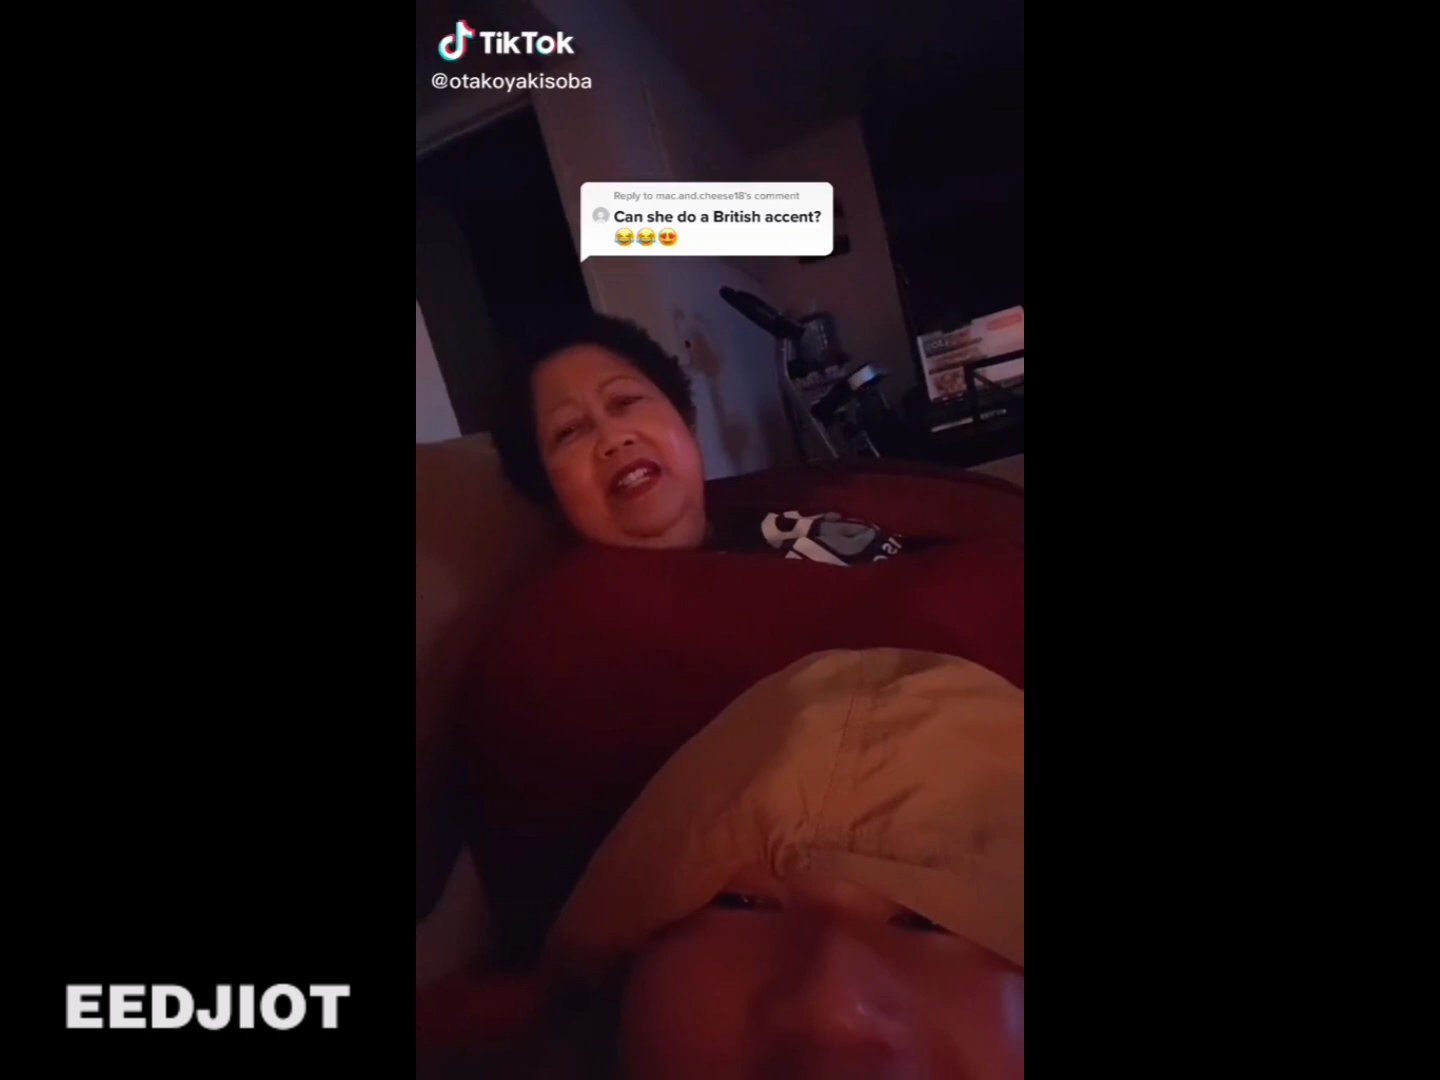 TikTok
@otakoyakisoba
Reply to mac.and.cheese18's comment
Can she do a British accent?
😂😂😍
EEDJIOT